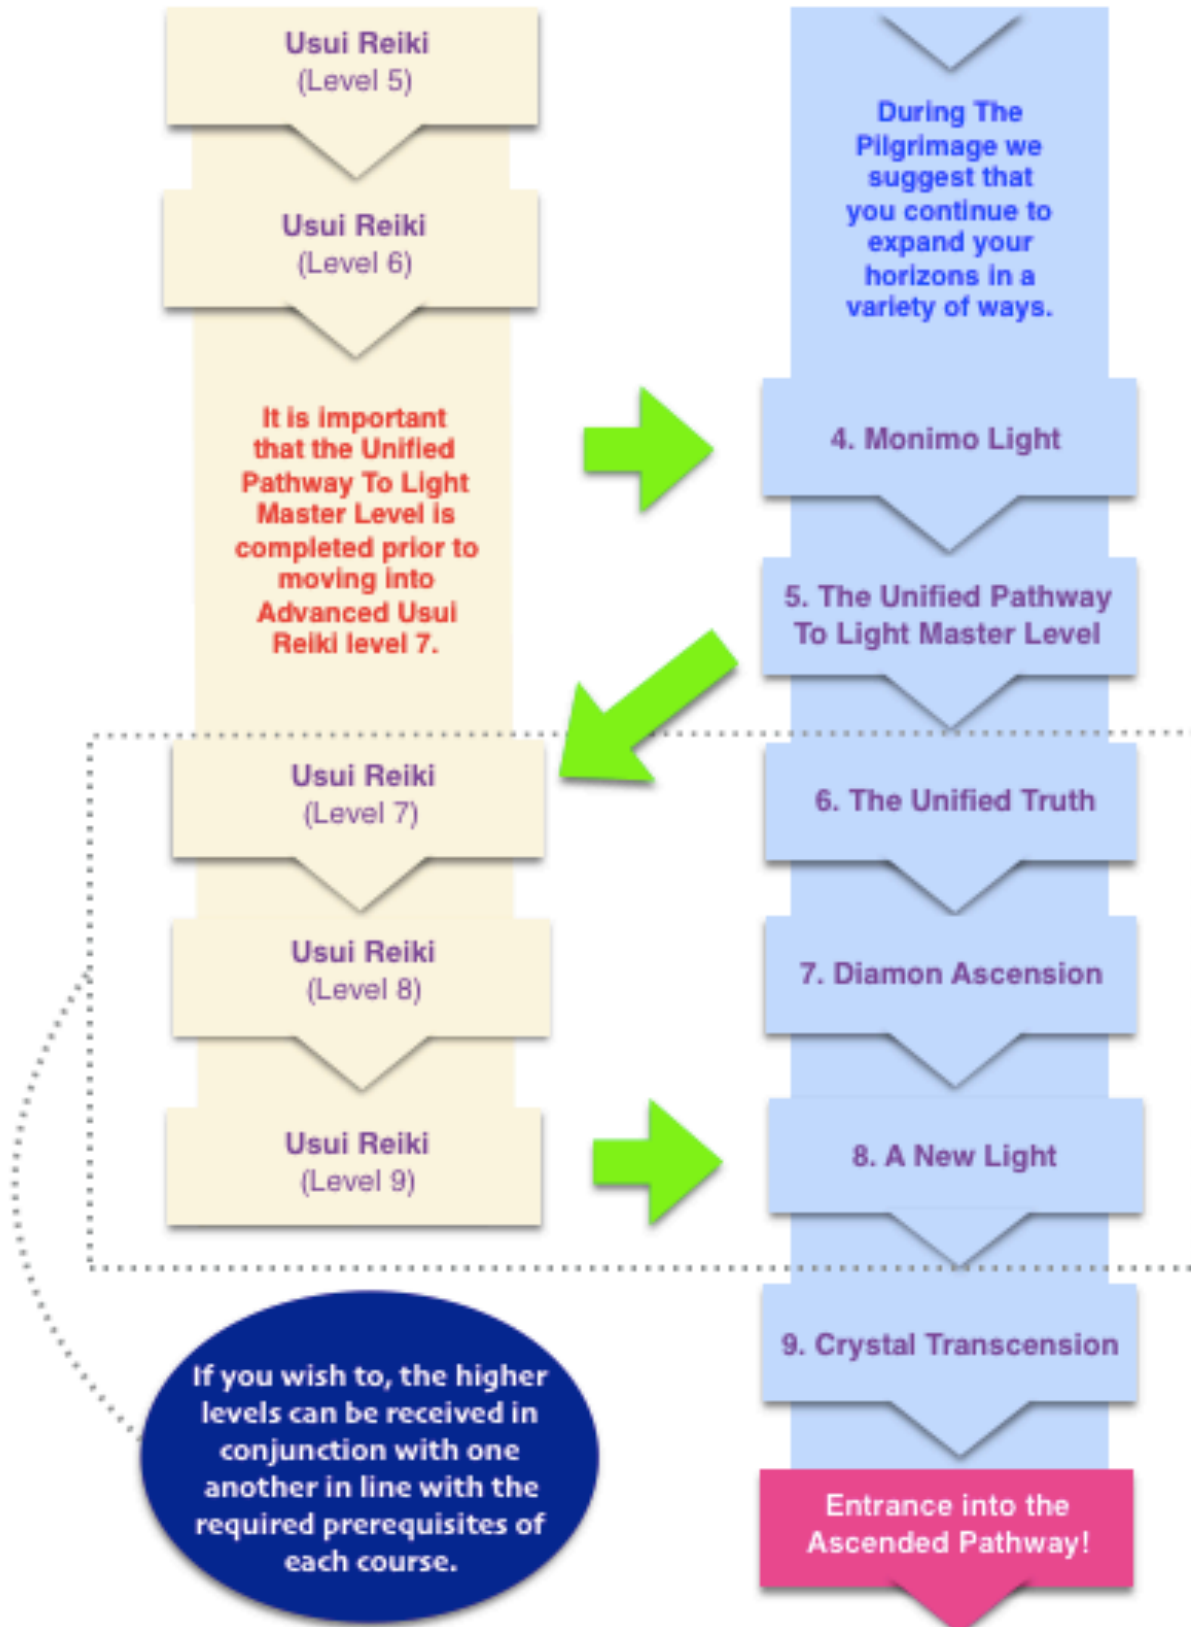 Usui Reiki
(Level 5)
Usui Reiki
(Level 6)
It is important
that the Unified
Pathway To Light
Master Level is
completed prior to
moving into
Advanced Usui
Reiki level 7.
Usui Reiki
(Level 7)
Usui Reiki
(Level 8)
Usui Reiki
(Level 9)
If you wish to, the higher
levels can be received in
conjunction with one
another in line with the
required prerequisites of
each course.
During The
Pilgrimage we
suggest that
you continue to
expand your
horizons in a
variety of ways.
4. Monimo Light
5. The Unified Pathway
To Light Master Level
6. The Unified Truth
7. Diamon Ascension
8. A New Light
9. Crystal Transcension
Entrance into the
Ascended Pathway!